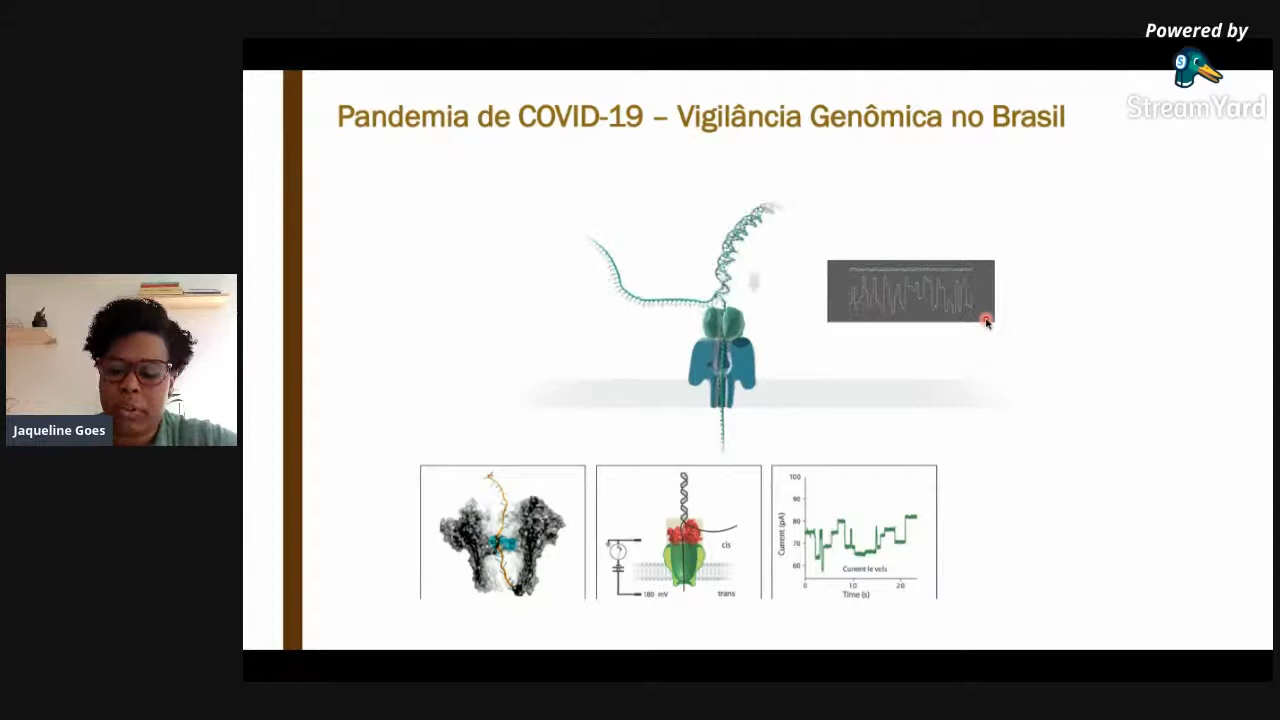 Powered by
StreamYard
Pandemia de COVID-19 – Vigilância Genômica no Brasil
Jaqueline Goes
cis
180 mV
trans
Current (pA)
100
90
80
70
60
Current levels
0
10
20
Time (s)